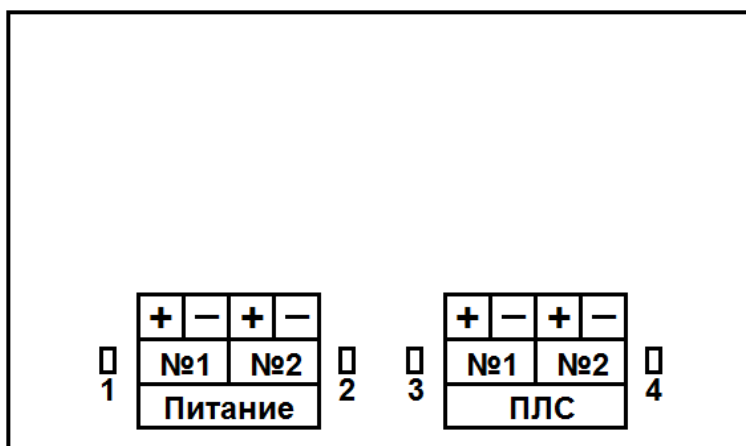 + − + − + − + −
№1 №2 №1 №2
1 2 3 4
Питание ПЛС